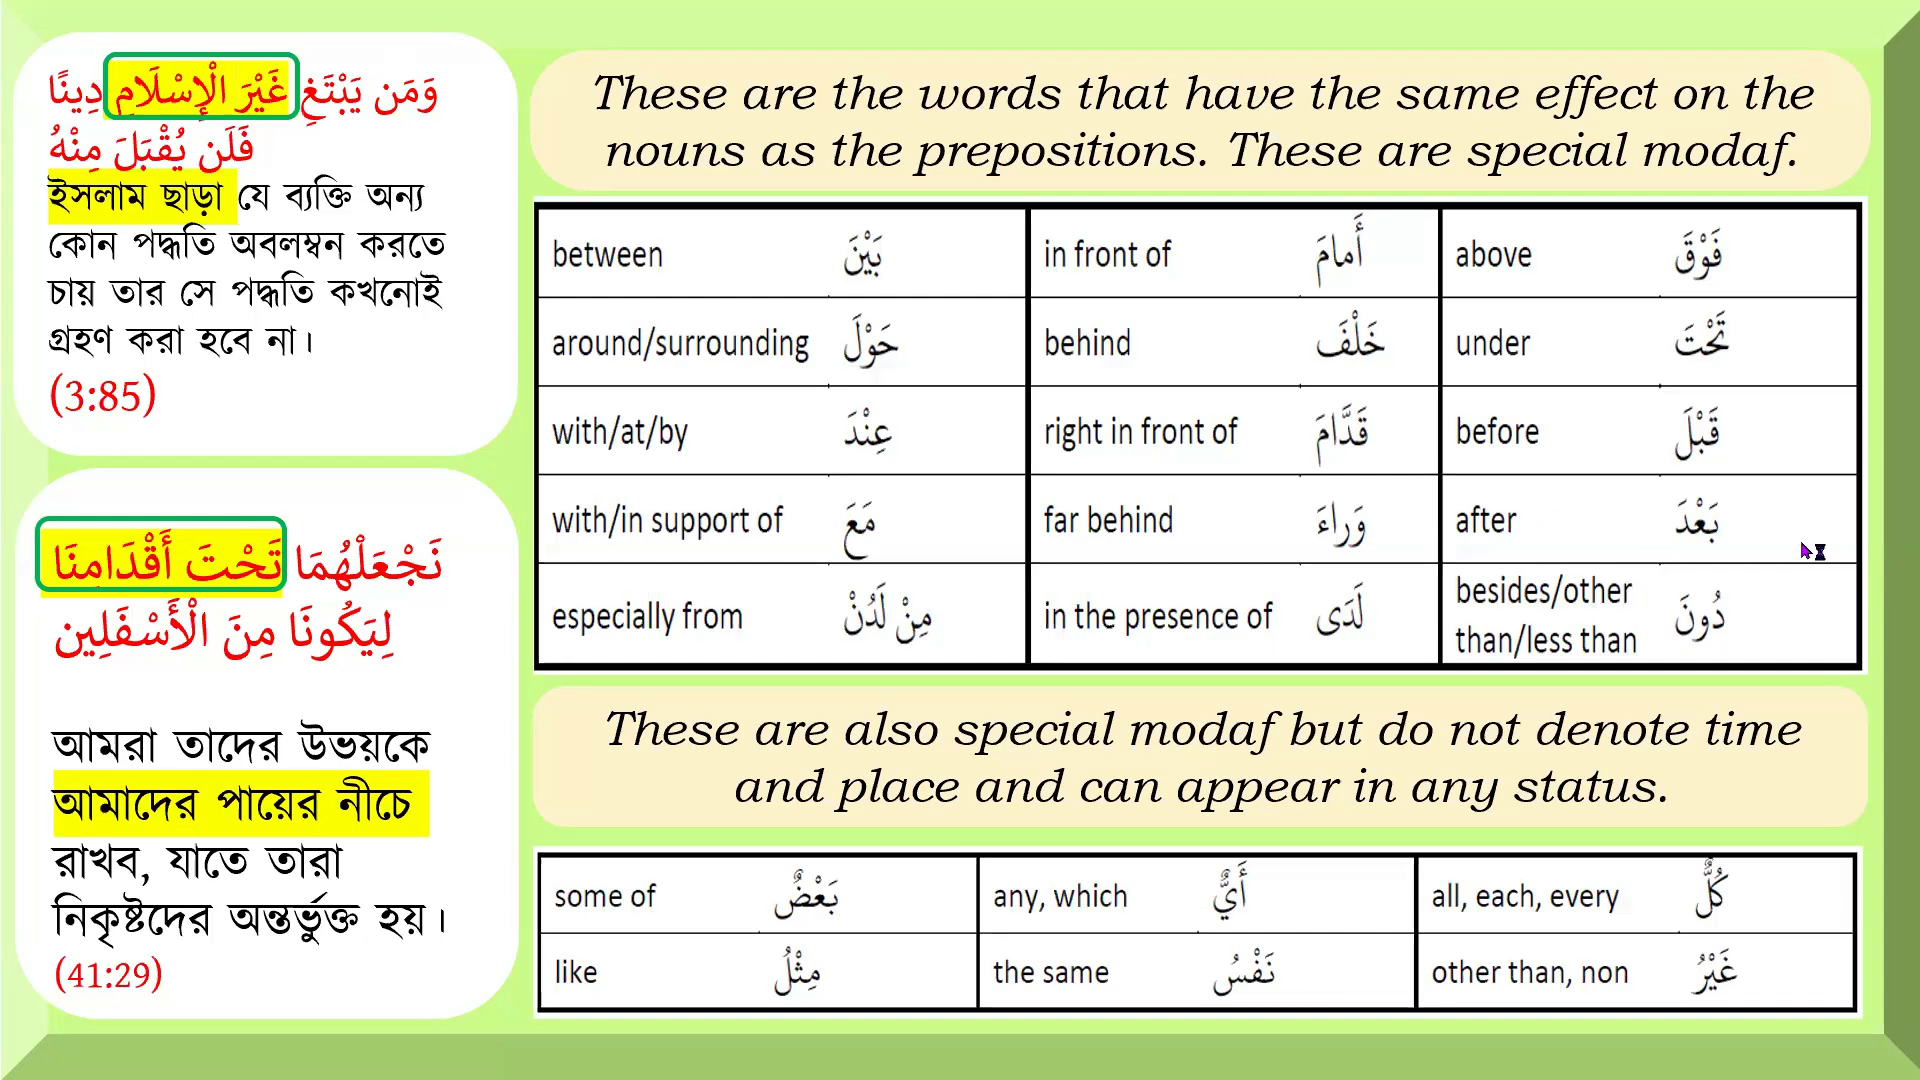 وَمَن يَبْتَغِ غَيْرَ الْإِسْلَامِ دِينًا
فَلَن يُقْبَلَ مِنْهُ
ইসলাম ছাড়া যে ব্যক্তি অন্য
কোন পদ্ধতি অবলম্বন করতে
চায় তার সে পদ্ধতি কখনোই
গ্রহণ করা হবে না।
(3:85)
نَجْعَلْهُمَا تَحْتَ أَقْدَامِنَا
لِيَكُونَا مِنَ الْأَسْفَلِين
আমরা তাদের উভয়কে
আমাদের পায়ের নীচে
রাখব, যাতে তারা
নিকৃষ্টদের অন্তর্ভুক্ত হয়।
(41:29)
These are the words that have the same effect on the
nouns as the prepositions. These are special modaf.
between بَيْنَ in front of أَمامَ above فَوْقَ
around/surrounding حَوْلَ behind خَلْفَ under تَحْتَ
with/at/by عِنْدَ right in front of قَدَّامَ before قَبْلَ
with/in support of مَعَ far behind وَراءَ after بَعْدَ
especially from مِنْ لَدُنْ in the presence of لَدَى besides/other than/less than دُونَ
These are also special modaf but do not denote time
and place and can appear in any status.
some of بَعْضٌ any, which أَيٌّ all, each, every كُلٌّ
like مِثْلُ the same نَفْسُ other than, non غَيْرُ